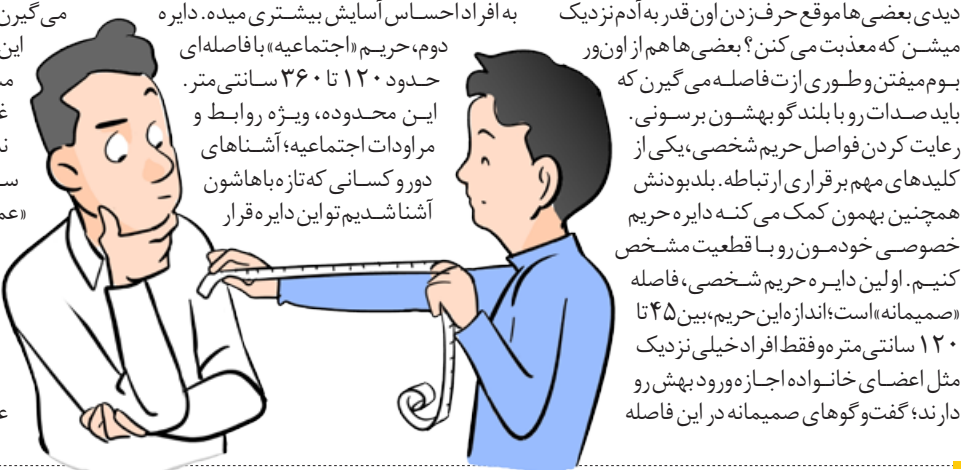 دیدی بعضی‌ها موقع حرف‌زدن اون‌قدر به آدم نزدیک
میشن که معذبت می‌کنن؟ بعضی‌ها هم از اون‌ور
بوم میفتن و طوری ازت فاصله می‌گیرن که
باید صدات رو با بلندگو بهشون برسونی.
رعایت کردن فواصل حریم شخصی، یکی از
کلیدهای مهم برقراری ارتباطه. بلد بودنش
همچنین بهمون کمک می‌کنه دایره حریم
خصوصی خودمون رو با قطعیت مشخص
کنیم. اولین دایره حریم شخصی، فاصله
«صمیمانه» است؛ اندازه این حریم، بین ۴۵ تا
۱۲۰ سانتی‌متره و فقط افراد خیلی نزدیک
مثل اعضای خانواده اجازه ورود بهش رو
دارند؛ گفت‌وگوهای صمیمانه در این فاصله
به افراد احساس آسایش بیشتری میده. دایره
دوم، حریم «اجتماعیه» با فاصله‌ای
حدود ۱۲۰ تا ۳۶۰ سانتی‌متر.
این محدوده، ویژه روابط و
مراودات اجتماعیه؛ آشناهای
دور و کسانی که تازه باهاشون
آشنا شدیم تو این دایره قرار
می‌گیرن
این